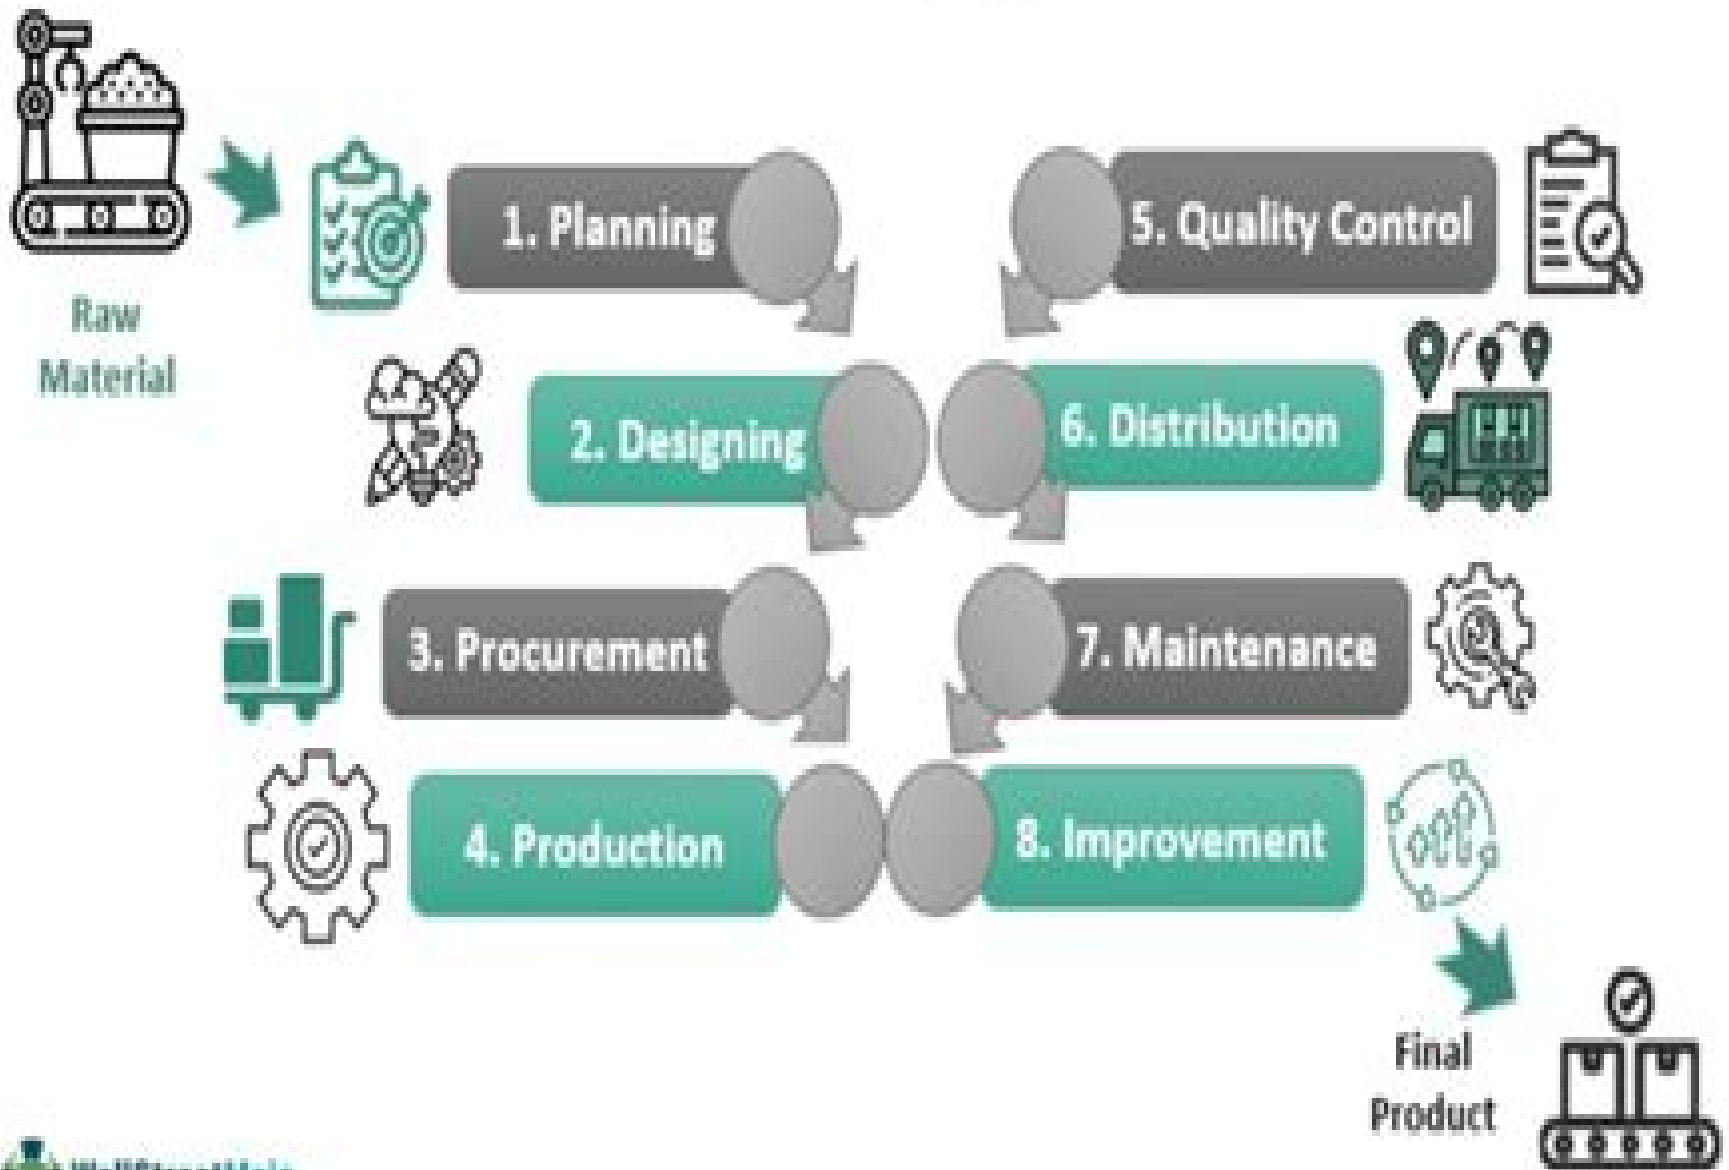 Raw
Material
1. Planning
2. Designing
3. Procurement
4. Production
5. Quality Control
6. Distribution
7. Maintenance
8. Improvement
Final
Product